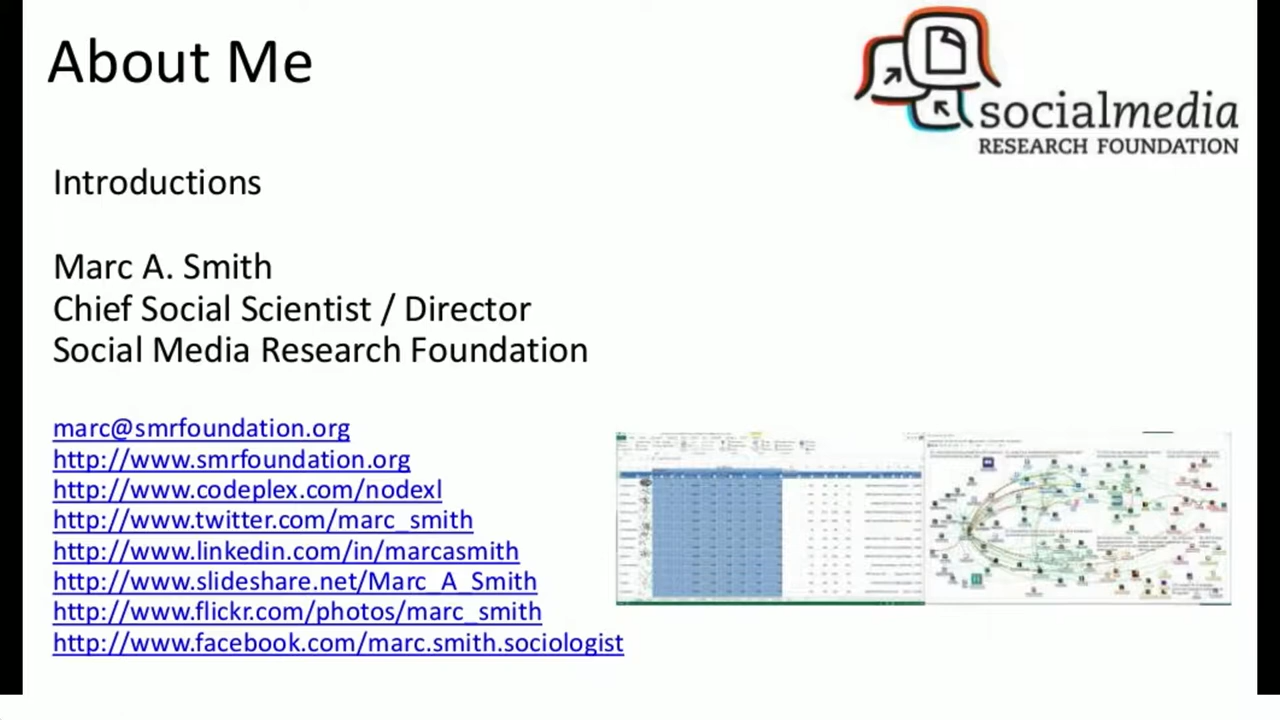 About Me
socialmedia
RESEARCH FOUNDATION
Introductions
Marc A. Smith
Chief Social Scientist / Director
Social Media Research Foundation
marc@smrfoundation.org
http://www.smrfoundation.org
http://www.codeplex.com/nodexl
http://www.twitter.com/marc_smith
http://www.linkedin.com/in/marcasmith
http://www.slideshare.net/Marc_A_Smith
http://www.flickr.com/photos/marc_smith
http://www.facebook.com/marc.smith.sociologist